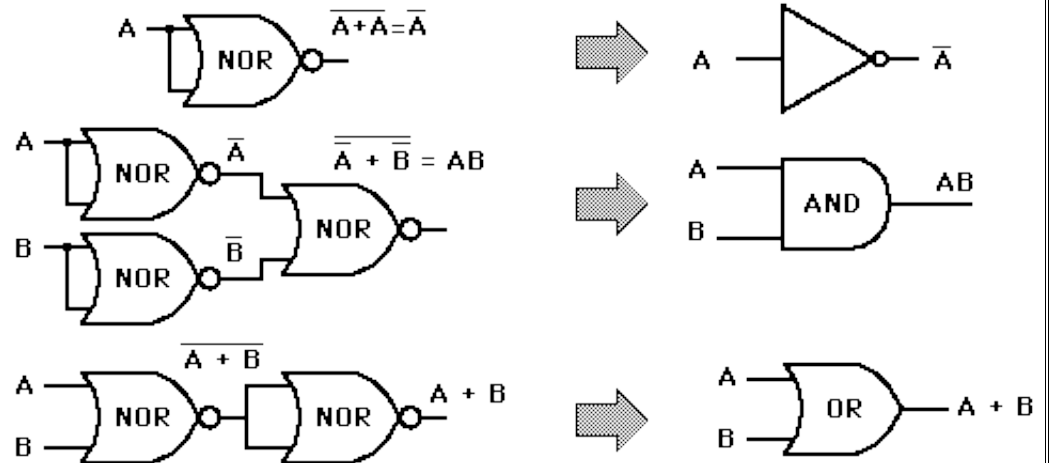 A NOR A̅+̅A̅=A̅ A A̅
A NOR A̅ A̅ ̅+̅ ̅B̅ = AB A AND AB
B NOR B̅ NOR B
A̅ ̅+̅ ̅B̅
A NOR NOR A + B A OR A + B
B B